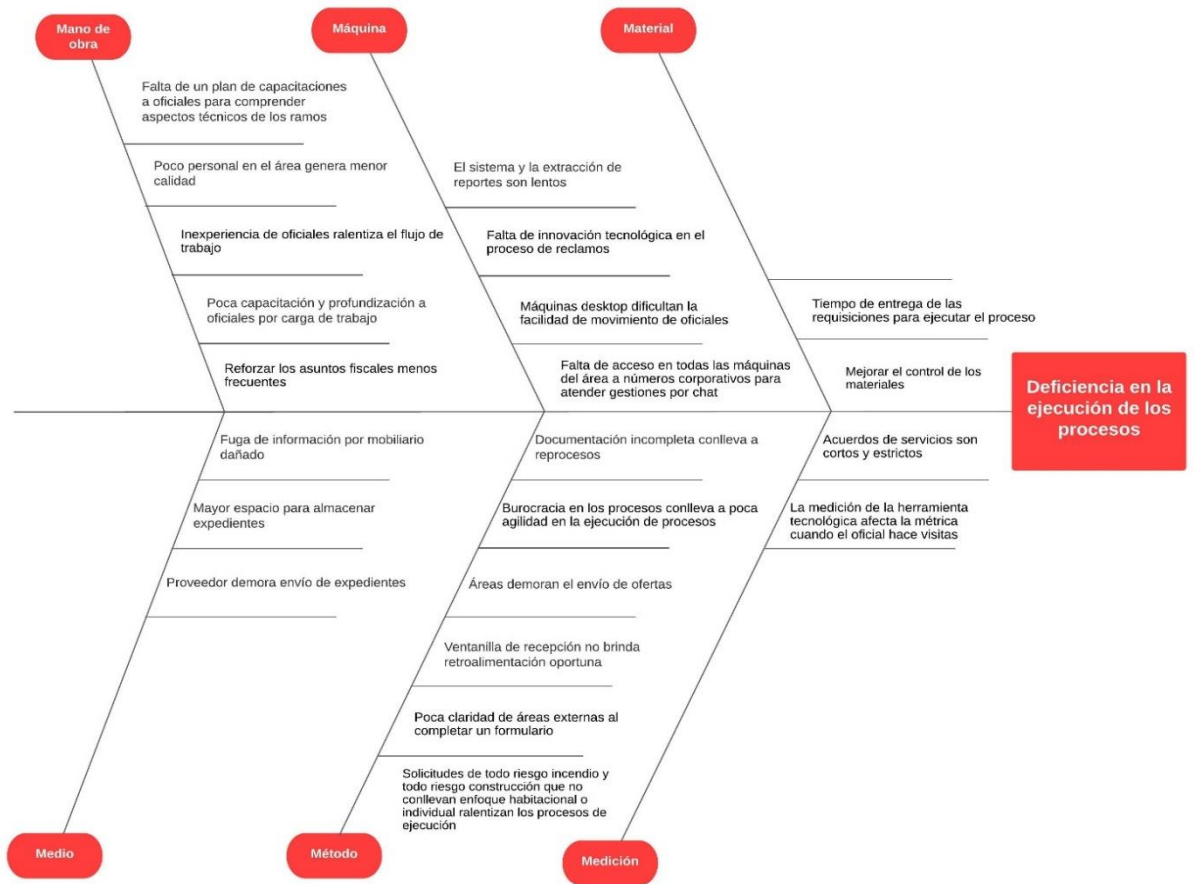 Mano de
obra
Máquina
Material
Falta de un plan de capacitaciones
a oficiales para comprender
aspectos técnicos de los ramos
Poco personal en el área genera menor
calidad
Inexperiencia de oficiales ralentiza el flujo de
trabajo
Poca capacitación y profundización a
oficiales por carga de trabajo
Reforzar los asuntos fiscales menos
frecuentes
El sistema y la extracción de
reportes son lentos
Falta de innovación tecnológica en el
proceso de reclamos
Máquinas desktop dificultan la
facilidad de movimiento de oficiales
Falta de acceso en todas las máquinas
del área a números corporativos para
atender gestiones por chat
Tiempo de entrega de las
requisiciones para ejecutar el proceso
Mejorar el control de los
materiales
Deficiencia en la
ejecución de los
procesos
Fuga de información por mobiliario
dañado
Mayor espacio para almacenar
expedientes
Proveedor demora envío de expedientes
Documentación incompleta conlleva a
reprocesos
Burocracia en los procesos conlleva a poca
agilidad en la ejecución de procesos
Áreas demoran el envío de ofertas
Ventanilla de recepción no brinda
retroalimentación oportuna
Poca claridad de áreas externas al
completar un formulario
Solicitudes de todo riesgo incendio y
todo riesgo construcción que no
conllevan enfoque habitacional o
individual ralentizan los procesos de
ejecución
Acuerdos de servicios son
cortos y estrictos
La medición de la herramienta
tecnológica afecta la métrica
cuando el oficial hace visitas
Medio
Método
Medición